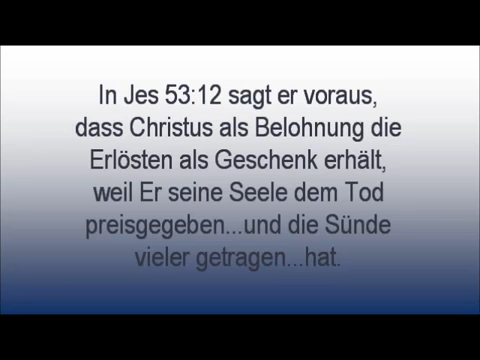 In Jes 53:12 sagt er voraus,
dass Christus als Belohnung die
Erlösten als Geschenk erhält,
weil Er seine Seele dem Tod
preisgegeben...und die Sünde
vieler getragen...hat.